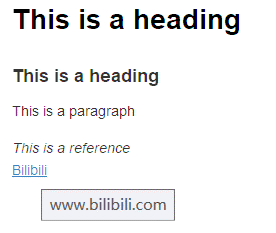 This is a heading
This is a heading
This is a paragraph
This is a reference
Bilibili
www.bilibili.com